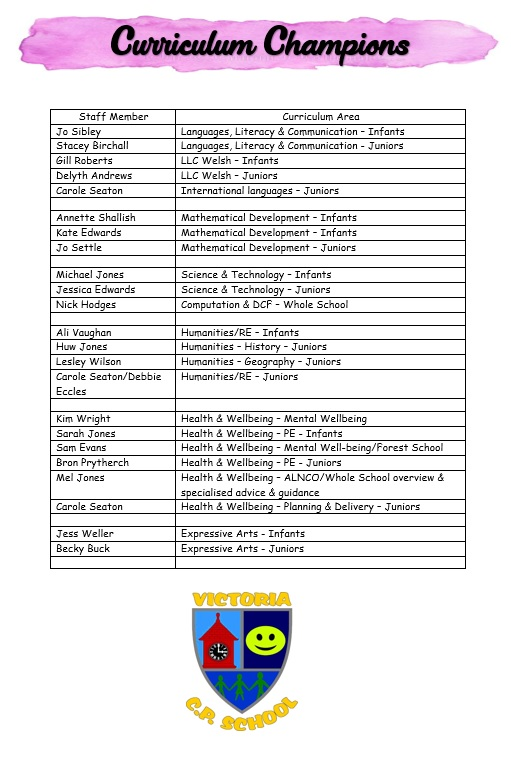 Curriculum Champions
Staff Member Curriculum Area
Jo Sibley Languages, Literacy & Communication – Infants
Stacey Birchall Languages, Literacy & Communication - Juniors
Gill Roberts LLC Welsh – Infants
Delyth Andrews LLC Welsh – Juniors
Carole Seaton International languages – Juniors
Annette Shallish Mathematical Development – Infants
Kate Edwards Mathematical Development – Infants
Jo Settle Mathematical Development – Juniors
Michael Jones Science & Technology – Infants
Jessica Edwards Science & Technology – Juniors
Nick Hodges Computation & DCF – Whole School
Ali Vaughan Humanities/RE – Infants
Huw Jones Humanities – History – Juniors
Lesley Wilson Humanities – Geography – Juniors
Carole Seaton/Debbie Humanities/RE – Juniors
Eccles
Kim Wright Health & Wellbeing – Mental Wellbeing
Sarah Jones Health & Wellbeing – PE - Infants
Sam Evans Health & Wellbeing – Mental Well-being/Forest School
Bron Prytherch Health & Wellbeing – PE - Juniors
Mel Jones Health & Wellbeing – ALNCO/Whole School overview &
specialised advice & guidance
Carole Seaton Health & Wellbeing – Planning & Delivery – Juniors
Jess Weller Expressive Arts - Infants
Becky Buck Expressive Arts - Juniors
VICTORIA
C.P. SCHOOL